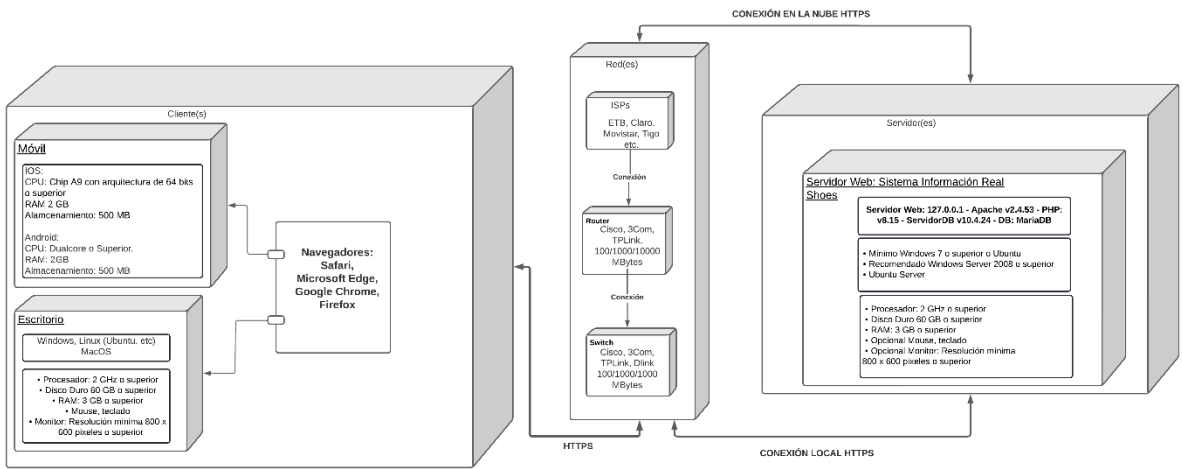 CONEXIÓN EN LA NUBE HTTPS
Cliente(s)
Móvil
IOS:
CPU: Chip A9 con arquitectura de 64 bits
o superior
RAM 2 GB
Alamcenamiento: 500 MB
Android:
CPU: Dualcore o Superior.
RAM: 2GB
Almacenamiento: 500 MB
Escritorio
Windows, Linux (Ubuntu. etc)
MacOS
• Procesador: 2 GHz o superior
• Disco Duro 60 GB o superior
• RAM: 3 GB o superior
• Mouse, teclado
• Monitor: Resolución minima 800 x
600 pixeles o superior
Navegadores:
Safari,
Microsoft Edge,
Google Chrome,
Firefox
HTTPS
Red(es)
ISPs
ETB, Claro,
Movistar, Tigo
etc.
Conexión
Router
Cisco, 3Com,
TPLink,
100/1000/10000
MBytes
Conexión
Switch
Cisco, 3Com,
TPLink, Dlink
100/1000/1000
MBytes
Servidor(es)
Servidor Web: Sistema Información Real
Shoes
Servidor Web: 127.0.0.1 - Apache v2.4.53 - PHP:
v8.15 - ServidorDB v10.4.24 - DB: MariaDB
• Minimo Windows 7 o superior o Ubuntu
• Recomendado Windows Server 2008 o superior
• Ubuntu Server
• Procesador: 2 GHz o superior
• Disco Duro 60 GB o superior
• RAM: 3 GB o superior
• Opcional Mouse, teclado
• Opcional Monitor: Resolución minima
800 x 600 pixeles o superior
CONEXIÓN LOCAL HTTPS